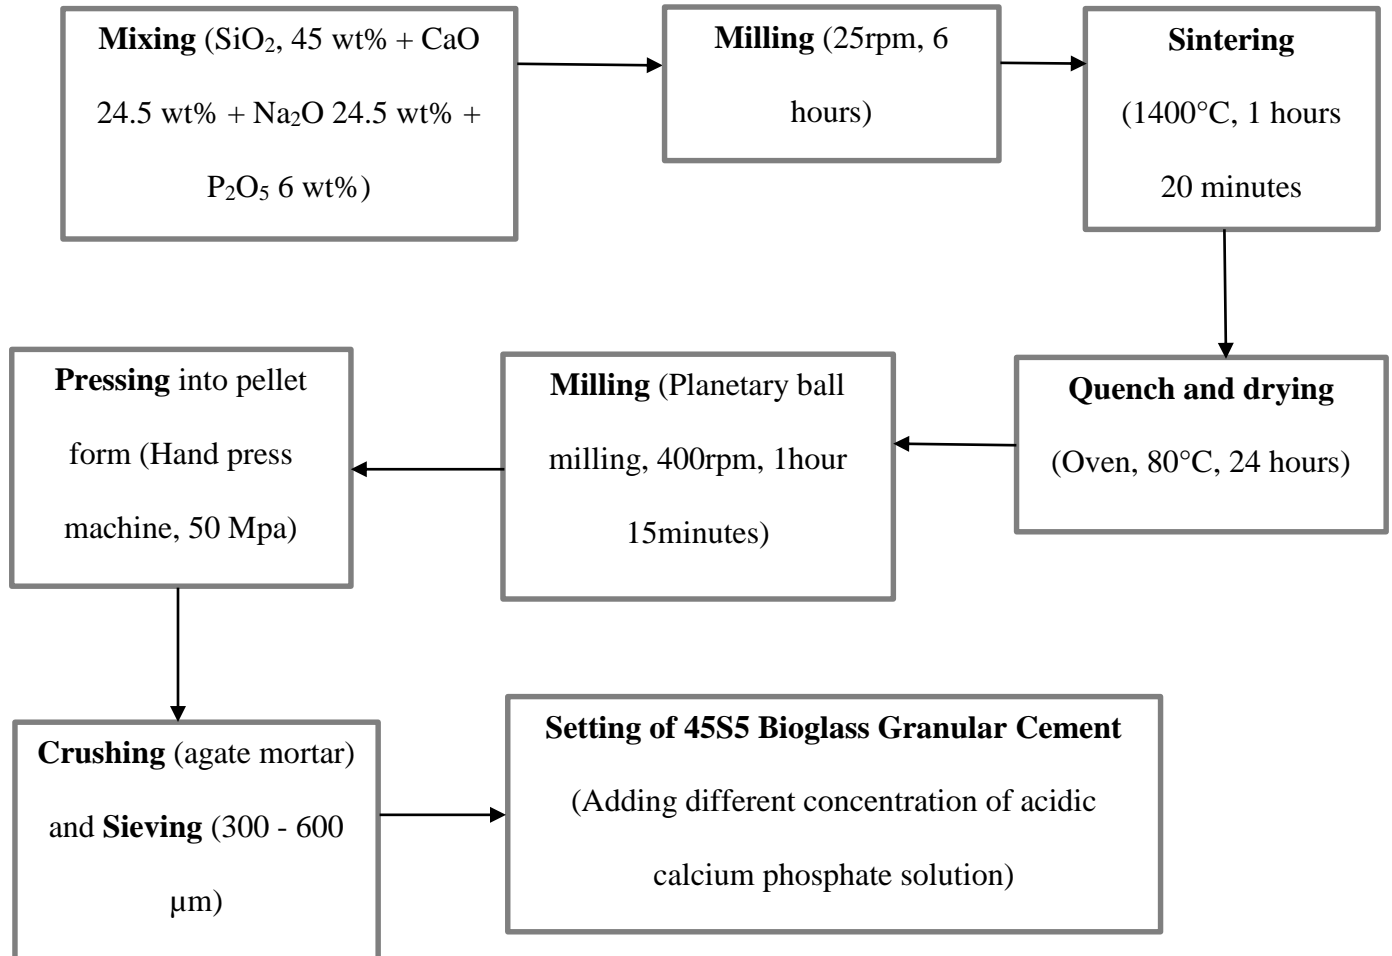 Mixing (SiO₂, 45 wt% + CaO
24.5 wt% + Na₂O 24.5 wt% +
P₂O₅ 6 wt%)
Milling (25rpm, 6
hours)
Sintering
(1400°C, 1 hours
20 minutes
Quench and drying
(Oven, 80°C, 24 hours)
Milling (Planetary ball
milling, 400rpm, 1hour
15minutes)
Pressing into pellet
form (Hand press
machine, 50 Mpa)
Crushing (agate mortar)
and Sieving (300 - 600
µm)
Setting of 45S5 Bioglass Granular Cement
(Adding different concentration of acidic
calcium phosphate solution)